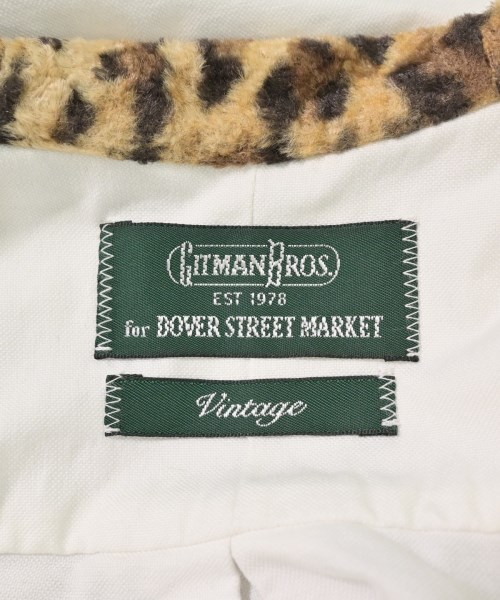 GITMAN BROS.
EST 1978
for DOVER STREET MARKET
Vintage